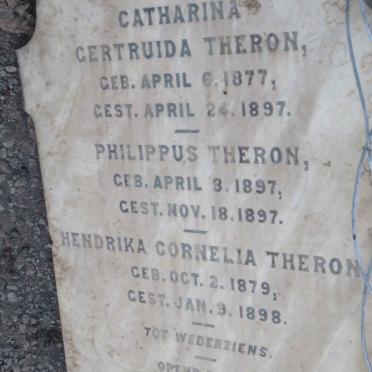 CATHARINA
GERTRUIDA THERON,
GEB. APRIL 6. 1877,
GEST. APRIL 24. 1897.
PHILIPPUS THERON,
GEB. APRIL 3. 1897,
GEST. NOV. 18. 1897.
HENDRIKA CORNELIA THERON
GEB. OCT. 2. 1879,
GEST. JAN. 9. 1898.
TOT WEDERZIENS.